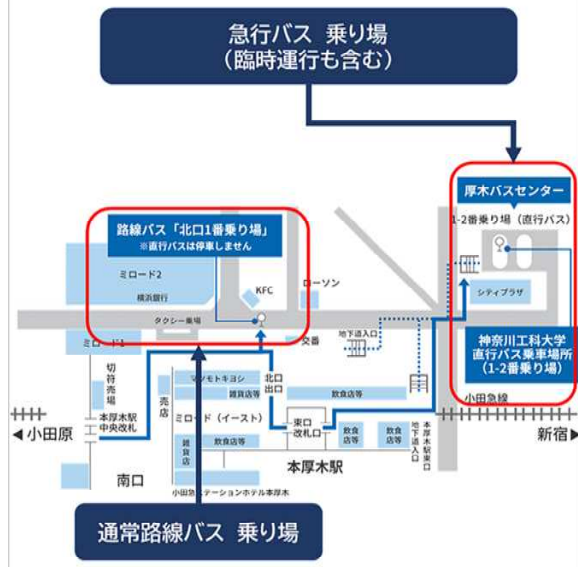 急行バス 乗り場
（臨時運行も含む）
厚木バスセンター
1-2番乗り場（直行バス）
路線バス「北口1番乗り場」
※直行バスは停車しません
ミロード2
横浜銀行
KFC
ローソン
シティプラザ
タクシー乗場
交番
地下道入口
神奈川工科大学
直行バス乗車場所
（1-2番乗り場）
ミロード1
切符売場
売店
マツモトキヨシ
雑貨店等
北口
出口
飲食店等
小田急線
◀小田原
本厚木駅
中央改札
ミロード（イースト）
東口
改札口
雑貨店
飲食店等
飲食
店等
飲食
店等
地下道入口
本厚木駅東口
新宿▶
南口
本厚木駅
小田急ステーションホテル本厚木
通常路線バス 乗り場